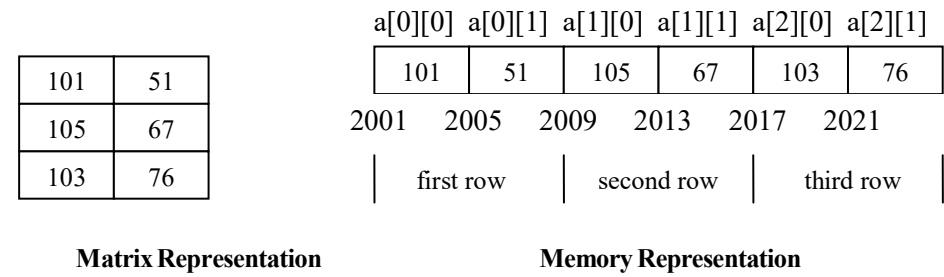 a[0][0] a[0][1] a[1][0] a[1][1] a[2][0] a[2][1]
101 51 105 67 103 76
2001 2005 2009 2013 2017 2021
first row second row third row
101 51
105 67
103 76
Matrix Representation
Memory Representation